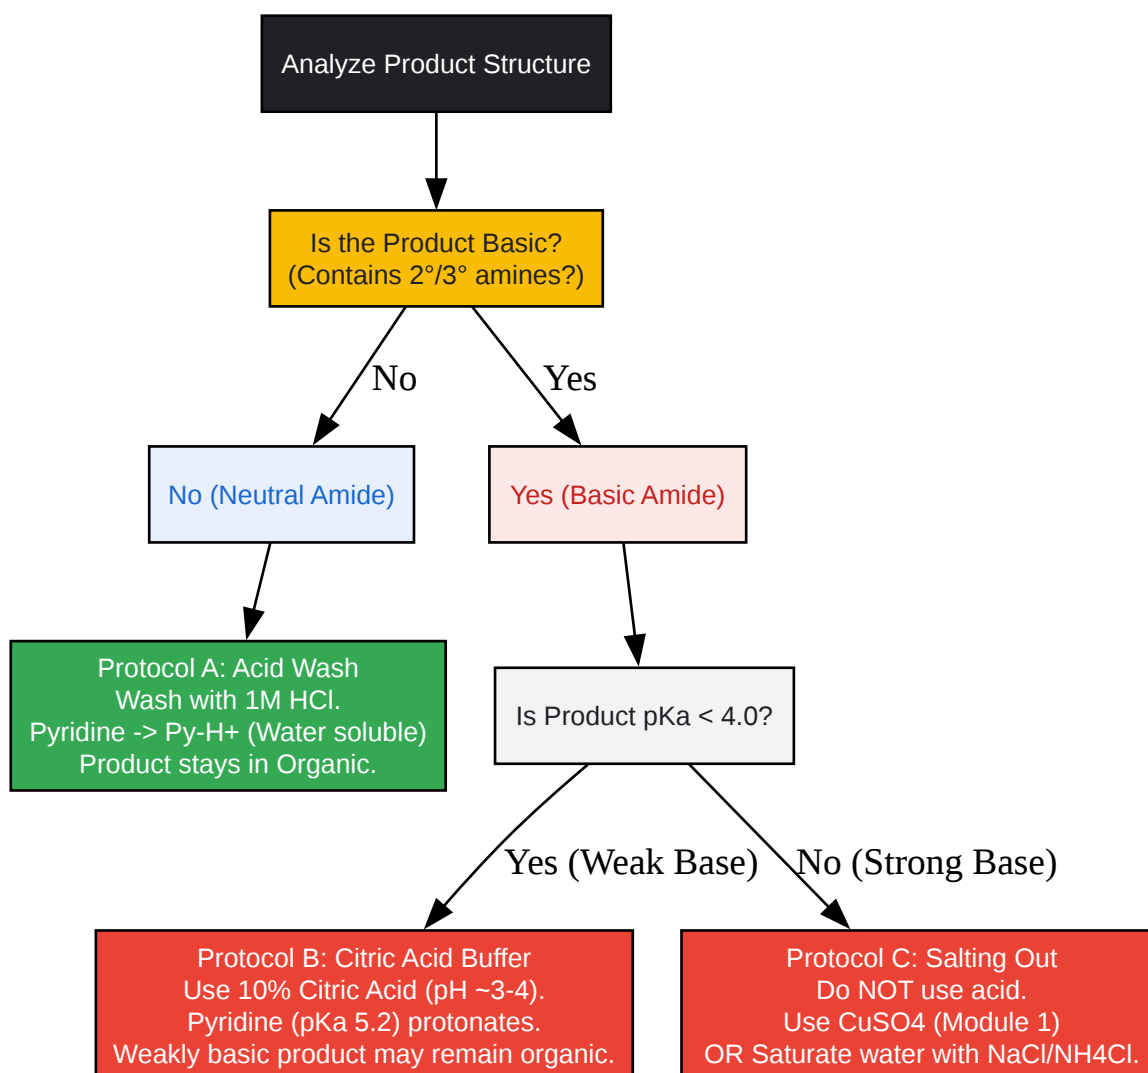 Analyze Product Structure
Is the Product Basic?
(Contains 2°/3° amines?)
No
Yes
No (Neutral Amide)
Yes (Basic Amide)
Protocol A: Acid Wash
Wash with 1M HCl.
Pyridine -> Py-H+ (Water soluble)
Product stays in Organic.
Is Product pKa < 4.0?
Yes (Weak Base)
No (Strong Base)
Protocol B: Citric Acid Buffer
Use 10% Citric Acid (pH ~3-4).
Pyridine (pKa 5.2) protonates.
Weakly basic product may remain organic.
Protocol C: Salting Out
Do NOT use acid.
Use CuSO4 (Module 1)
OR Saturate water with NaCl/NH4Cl.